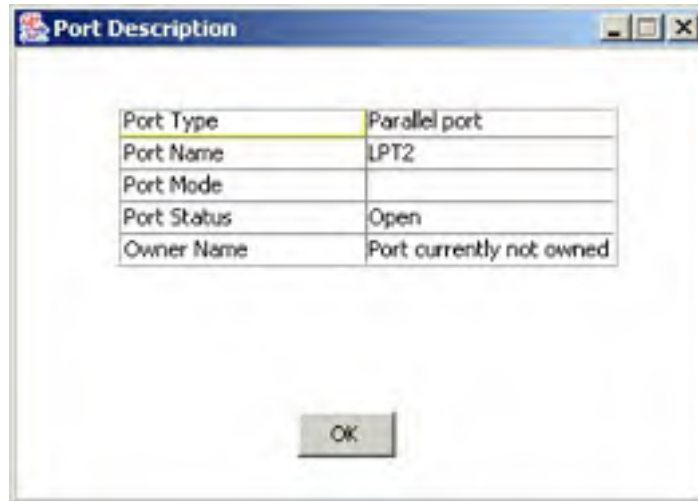 Port Description
Port Type Parallel port
Port Name LPT2
Port Mode
Port Status Open
Owner Name Port currently not owned
OK